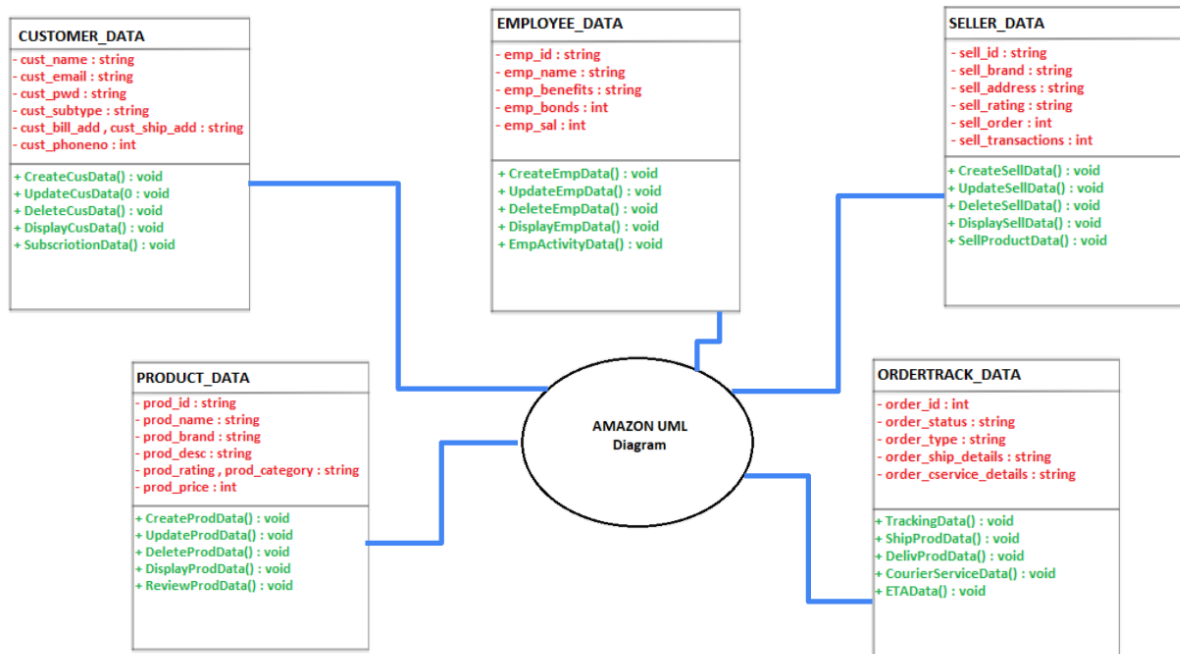 CUSTOMER_DATA
- cust_name : string
- cust_email : string
- cust_pwd : string
- cust_subtype : string
- cust_bill_add , cust_ship_add : string
- cust_phoneno : int
+ CreateCusData() : void
+ UpdateCusData(0 : void
+ DeleteCusData() : void
+ DisplayCusData() : void
+ SubscriotionData() : void
EMPLOYEE_DATA
- emp_id : string
- emp_name : string
- emp_benefits : string
- emp_bonds : int
- emp_sal : int
+ CreateEmpData() : void
+ UpdateEmpData() : void
+ DeleteEmpData() : void
+ DisplayEmpData() : void
+ EmpActivityData() : void
SELLER_DATA
- sell_id : string
- sell_brand : string
- sell_address : string
- sell_rating : string
- sell_order : int
- sell_transactions : int
+ CreateSellData() : void
+ UpdateSellData() : void
+ DeleteSellData() : void
+ DisplaySellData() : void
+ SellProductData() : void
PRODUCT_DATA
- prod_id : string
- prod_name : string
- prod_brand : string
- prod_desc : string
- prod_rating , prod_category : string
- prod_price : int
+ CreateProdData() : void
+ UpdateProdData() : void
+ DeleteProdData() : void
+ DisplayProdData() : void
+ ReviewProdData() : void
AMAZON UML
Diagram
ORDERTRACK_DATA
- order_id : int
- order_status : string
- order_type : string
- order_ship_details : string
- order_cservice_details : string
+ TrackingData() : void
+ ShipProdData() : void
+ DelivProdData() : void
+ CourierServiceData() : void
+ ETAData() : void